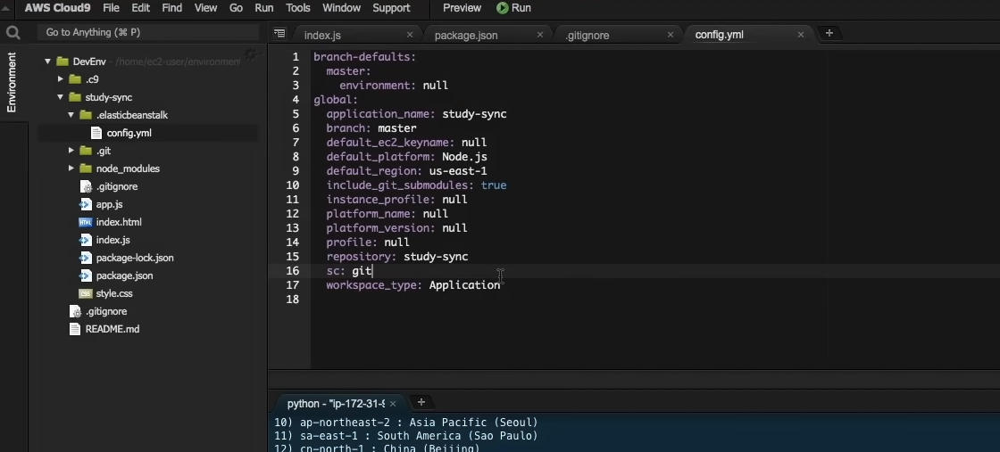 AWS Cloud9 File Edit Find View Go Run Tools Window Support Preview Run
Go to Anything (⌘ P)
index.js package.json .gitignore config.yml
Environment
DevEnv - /home/ec2-user/environment
.c9
study-sync
.elasticbeanstalk
config.yml
.git
node_modules
.gitignore
app.js
index.html
index.js
package-lock.json
package.json
style.css
.gitignore
README.md
1 branch-defaults:
2 master:
3 environment: null
4 global:
5 application_name: study-sync
6 branch: master
7 default_ec2_keyname: null
8 default_platform: Node.js
9 default_region: us-east-1
10 include_git_submodules: true
11 instance_profile: null
12 platform_name: null
13 platform_version: null
14 profile: null
15 repository: study-sync
16 sc: git
17 workspace_type: Application
18
python - "ip-172-31-
10) ap-northeast-2 : Asia Pacific (Seoul)
11) sa-east-1 : South America (Sao Paulo)
12) cn-north-1 : China (Beijing)